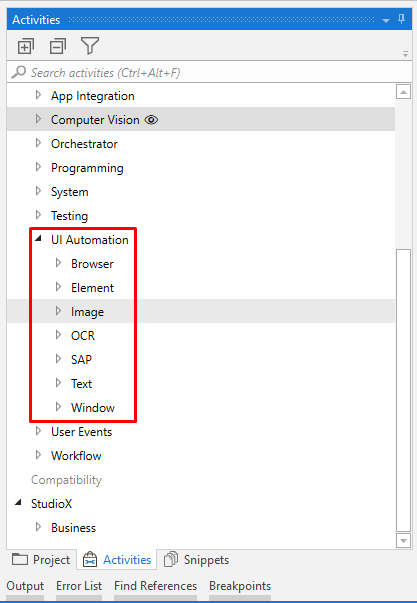 Activities
Search activities (Ctrl+Alt+F)
App Integration
Computer Vision
Orchestrator
Programming
System
Testing
UI Automation
Browser
Element
Image
OCR
SAP
Text
Window
User Events
Workflow
Compatibility
StudioX
Business
Project Activities Snippets
Output Error List Find References Breakpoints